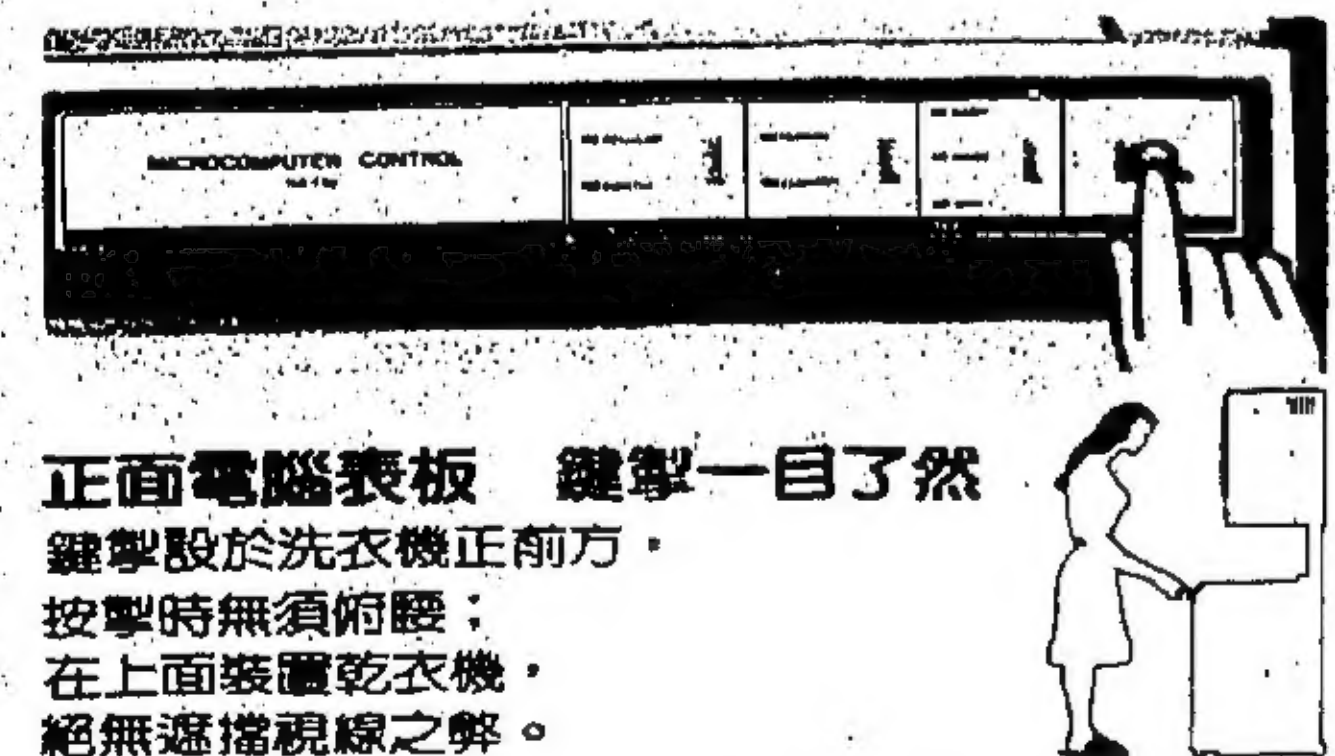 MICROCOMPUTER CONTROL
正面電腦表板 鍵掣一目了然
鍵掣設於洗衣機正前方，
按掣時無須俯腰；
在上面裝置乾衣機，
絕無遮擋視線之弊。